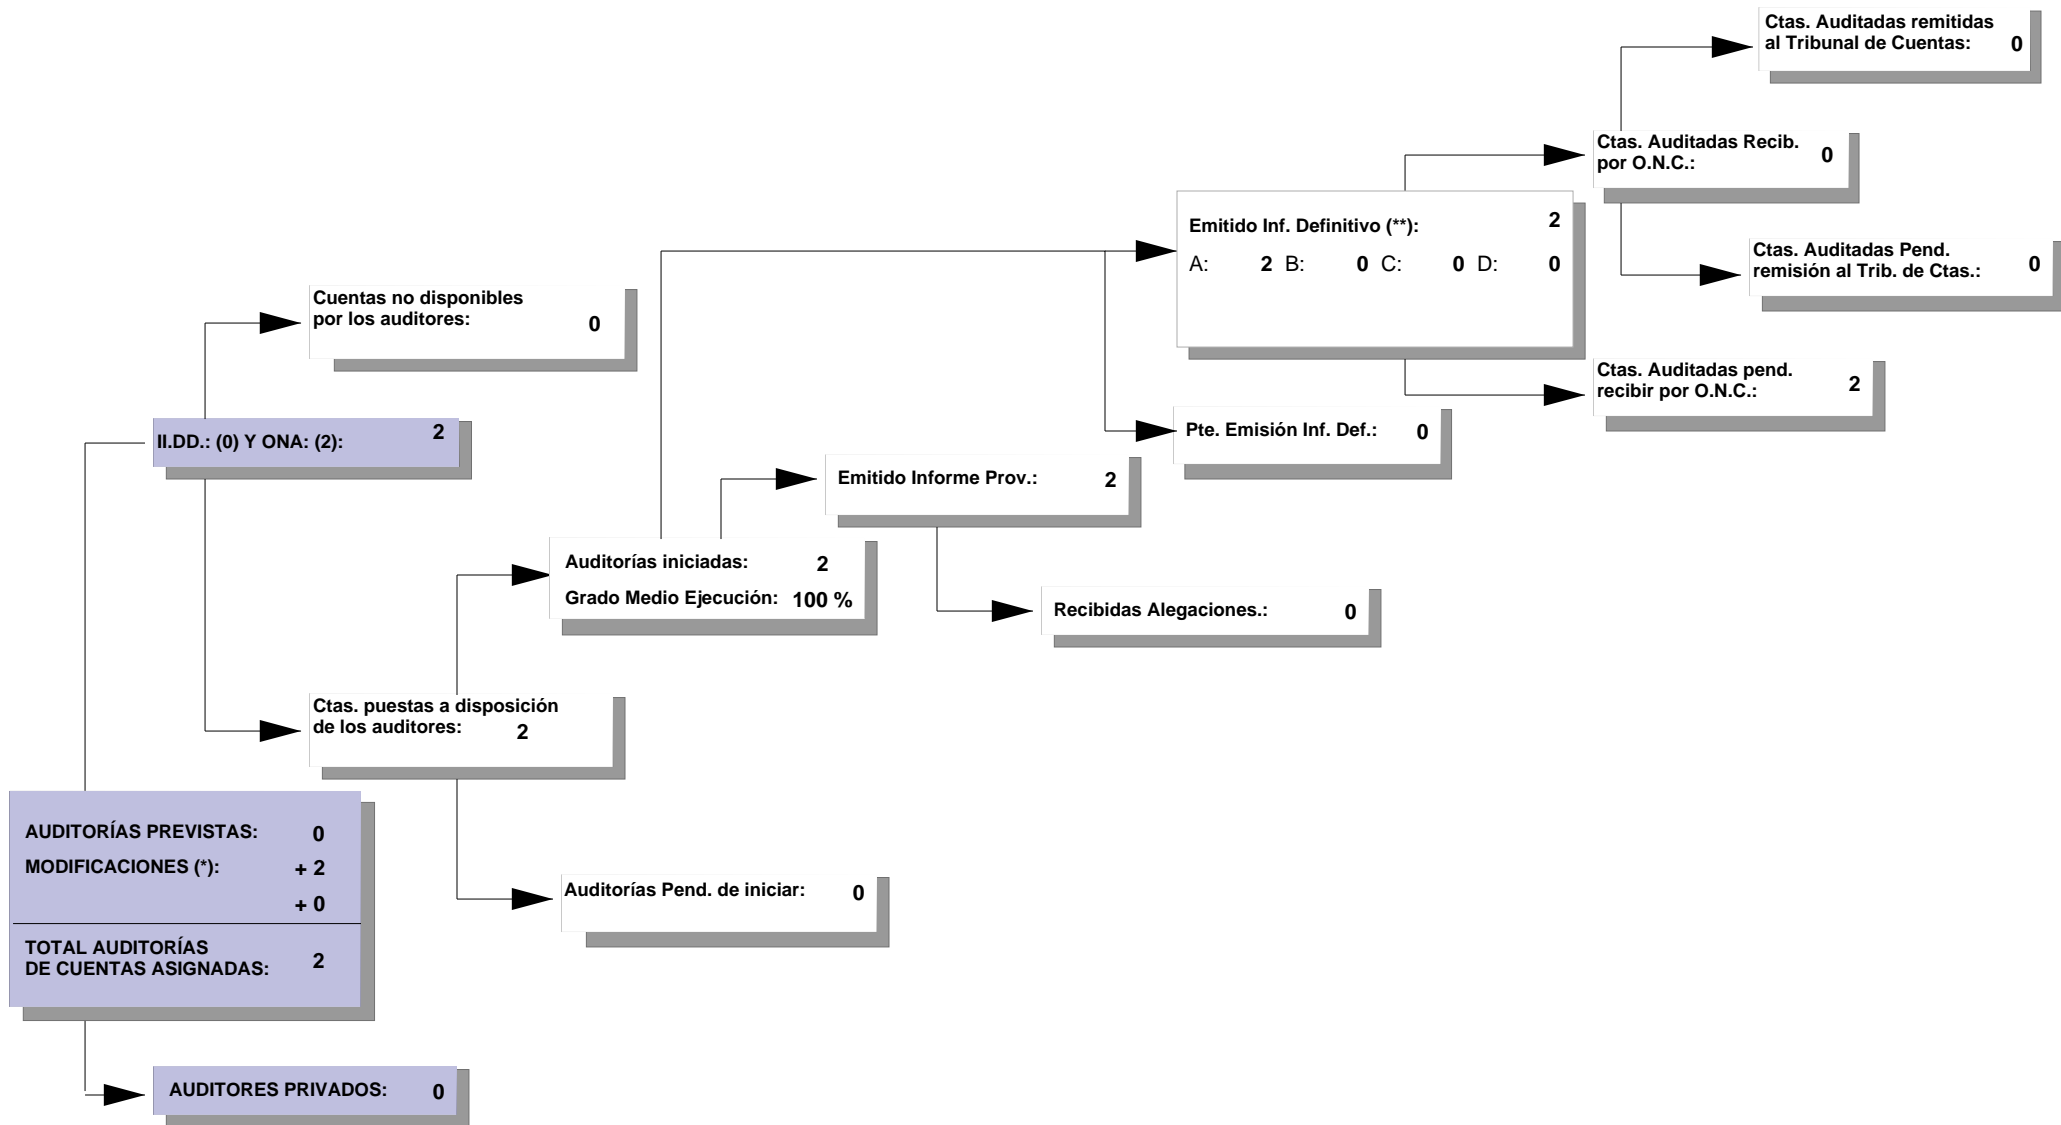 Ctas. Auditadas remitidas
al Tribunal de Cuentas: 0
Ctas. Auditadas Recib.
por O.N.C.: 0
Emitido Inf. Definitivo (**): 2
A: 2 B: 0 C: 0 D: 0
Ctas. Auditadas Pend.
remisión al Trib. de Ctas.: 0
Cuentas no disponibles
por los auditores: 0
Ctas. Auditadas pend.
recibir por O.N.C.: 2
II.DD.: (0) Y ONA: (2): 2
Pte. Emisión Inf. Def.: 0
Emitido Informe Prov.: 2
Auditorías iniciadas: 2
Grado Medio Ejecución: 100 %
Recibidas Alegaciones.: 0
Ctas. puestas a disposición
de los auditores: 2
AUDITORÍAS PREVISTAS: 0
MODIFICACIONES (*): + 2
+ 0
TOTAL AUDITORÍAS
DE CUENTAS ASIGNADAS: 2
Auditorías Pend. de iniciar: 0
AUDITORES PRIVADOS: 0